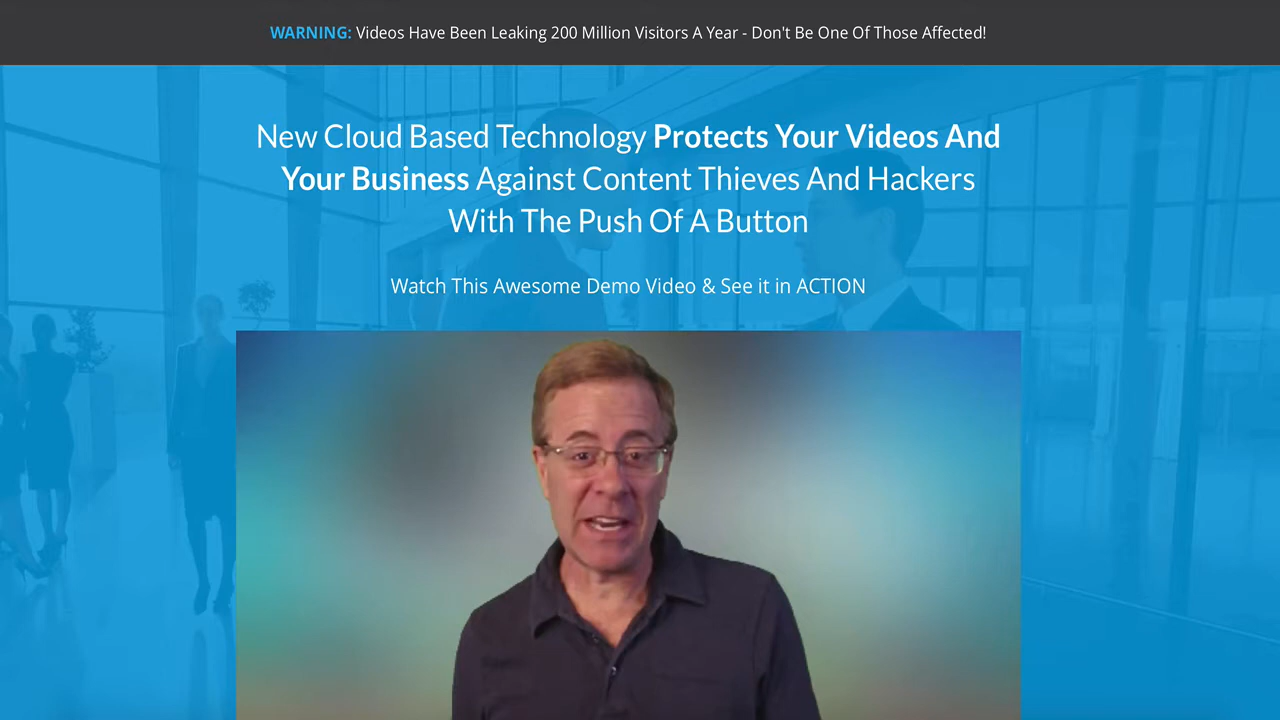 WARNING: Videos Have Been Leaking 200 Million Visitors A Year - Don't Be One Of Those Affected!
New Cloud Based Technology Protects Your Videos And
Your Business Against Content Thieves And Hackers
With The Push Of A Button
Watch This Awesome Demo Video & See it in ACTION